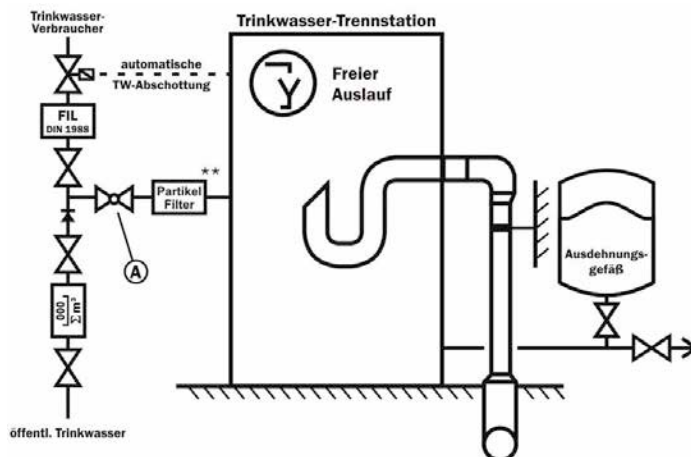 Trinkwasser-Trennstation
Trinkwasser-
Verbraucher
automatische
TW-Abschottung
Freier
Auslauf
FIL
DIN 1988
**
Partikel
Filter
A
Ausdehnungs-
gefäß
000
Σm³
öffentl. Trinkwasser